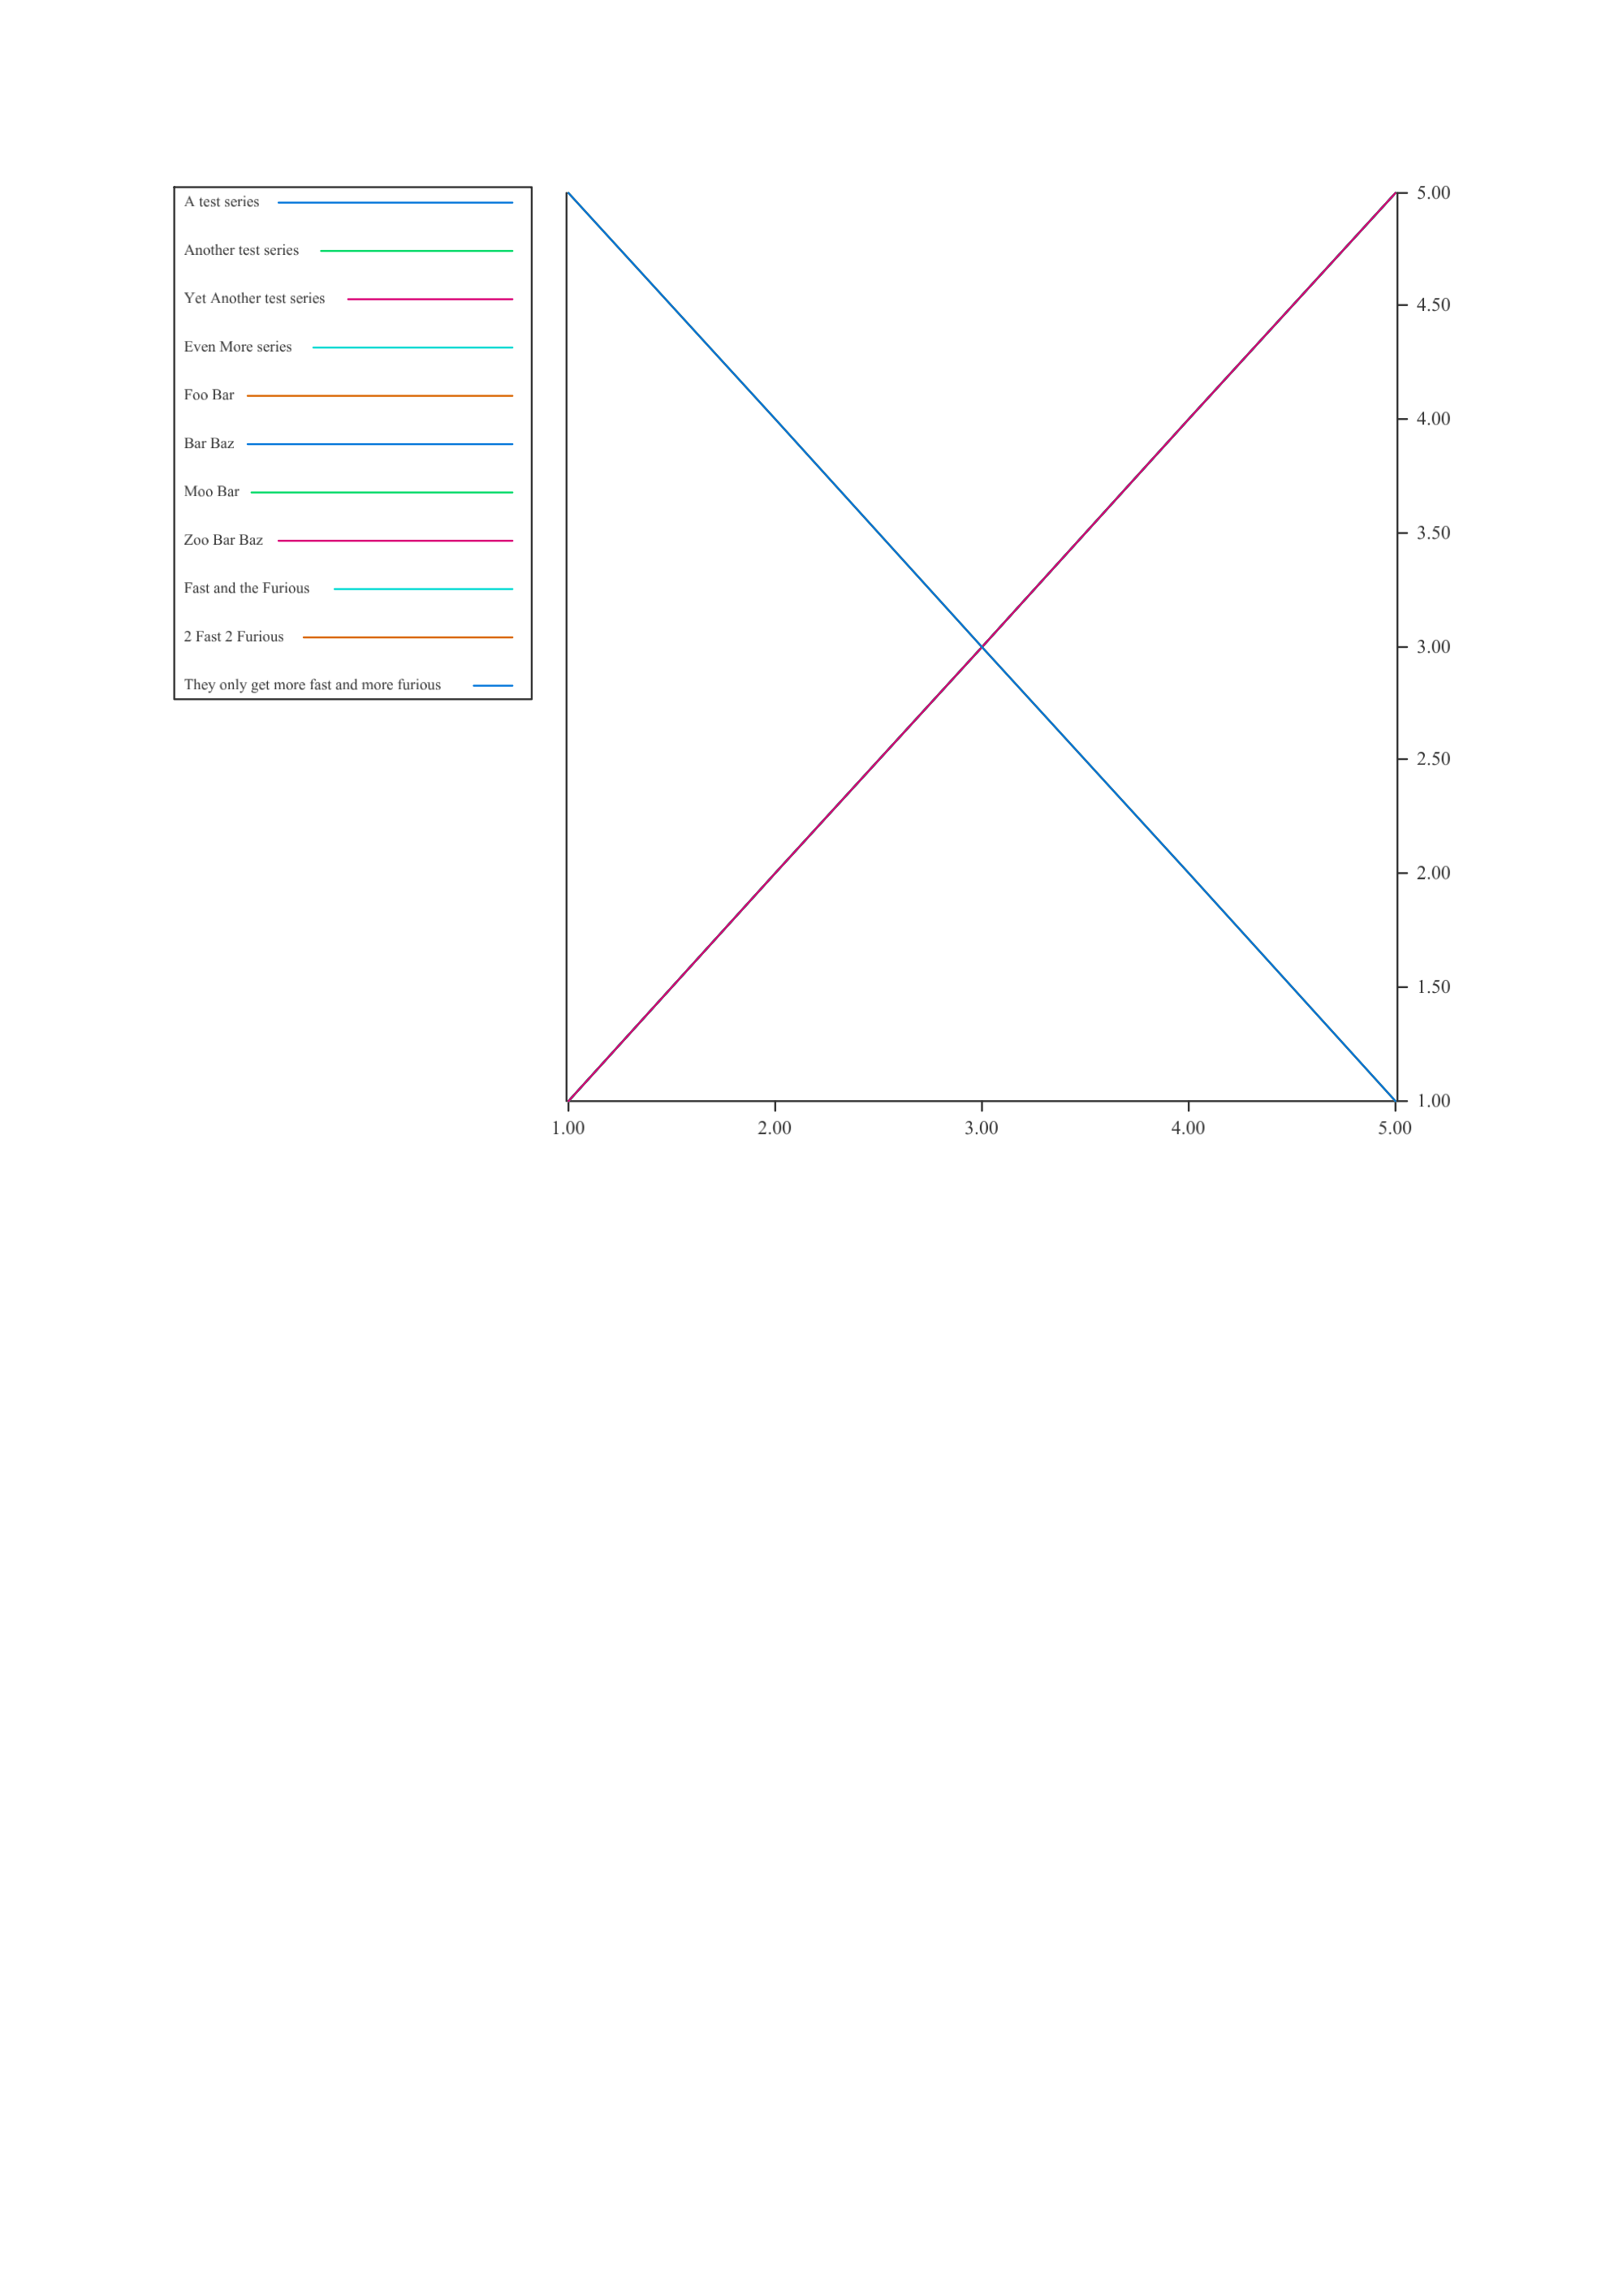 A test series
Another test series
Yet Another test series
Even More series
Foo Bar
Bar Baz
Moo Bar
Zoo Bar Baz
Fast and the Furious
2 Fast 2 Furious
They only get more fast and more furious
5.00
4.50
4.00
3.50
3.00
2.50
2.00
1.50
1.00
1.00 2.00 3.00 4.00 5.00